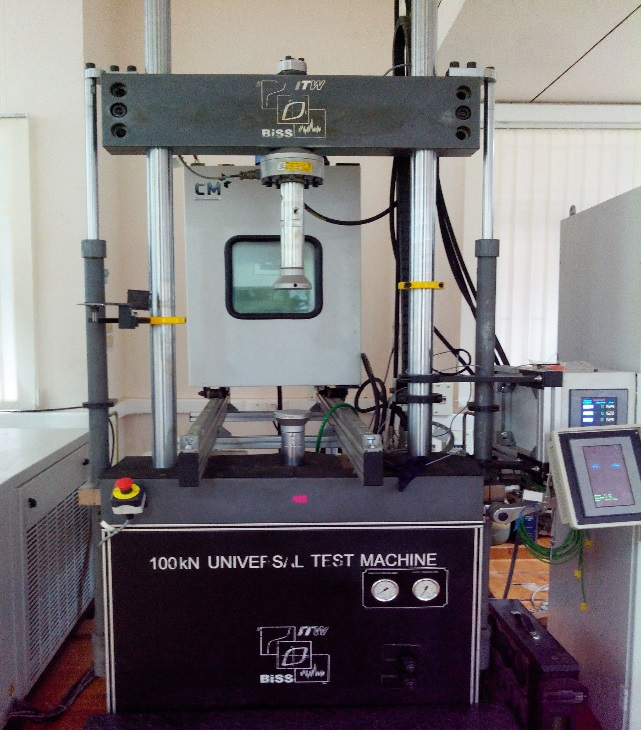 iTW
BiSS
CM
100kN UNIVERSAL TEST MACHINE
iTW
BiSS